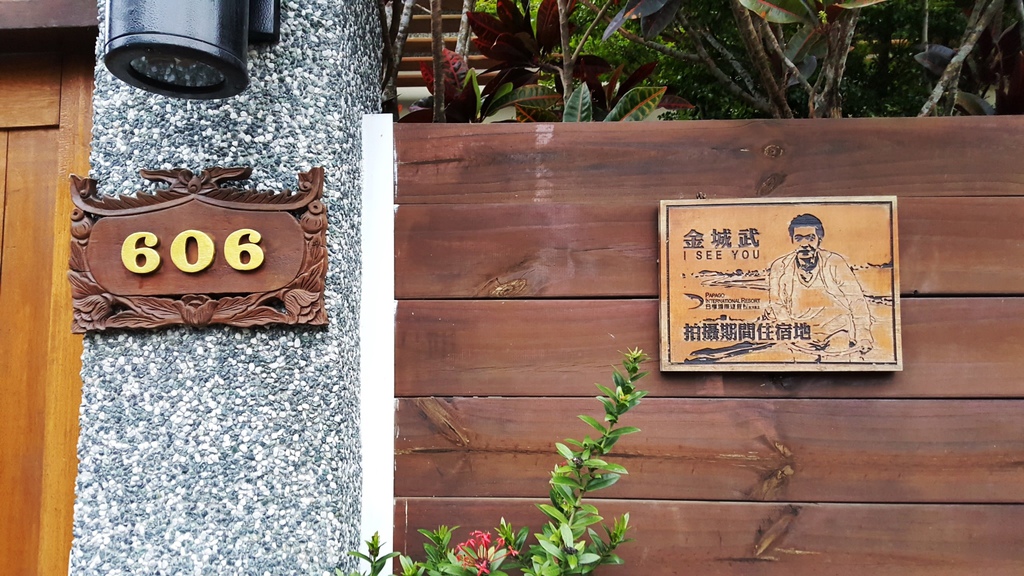 606
金城武
I SEE YOU
PAPAGO
INTERNATIONAL RESORT
拍攝期間住宿地